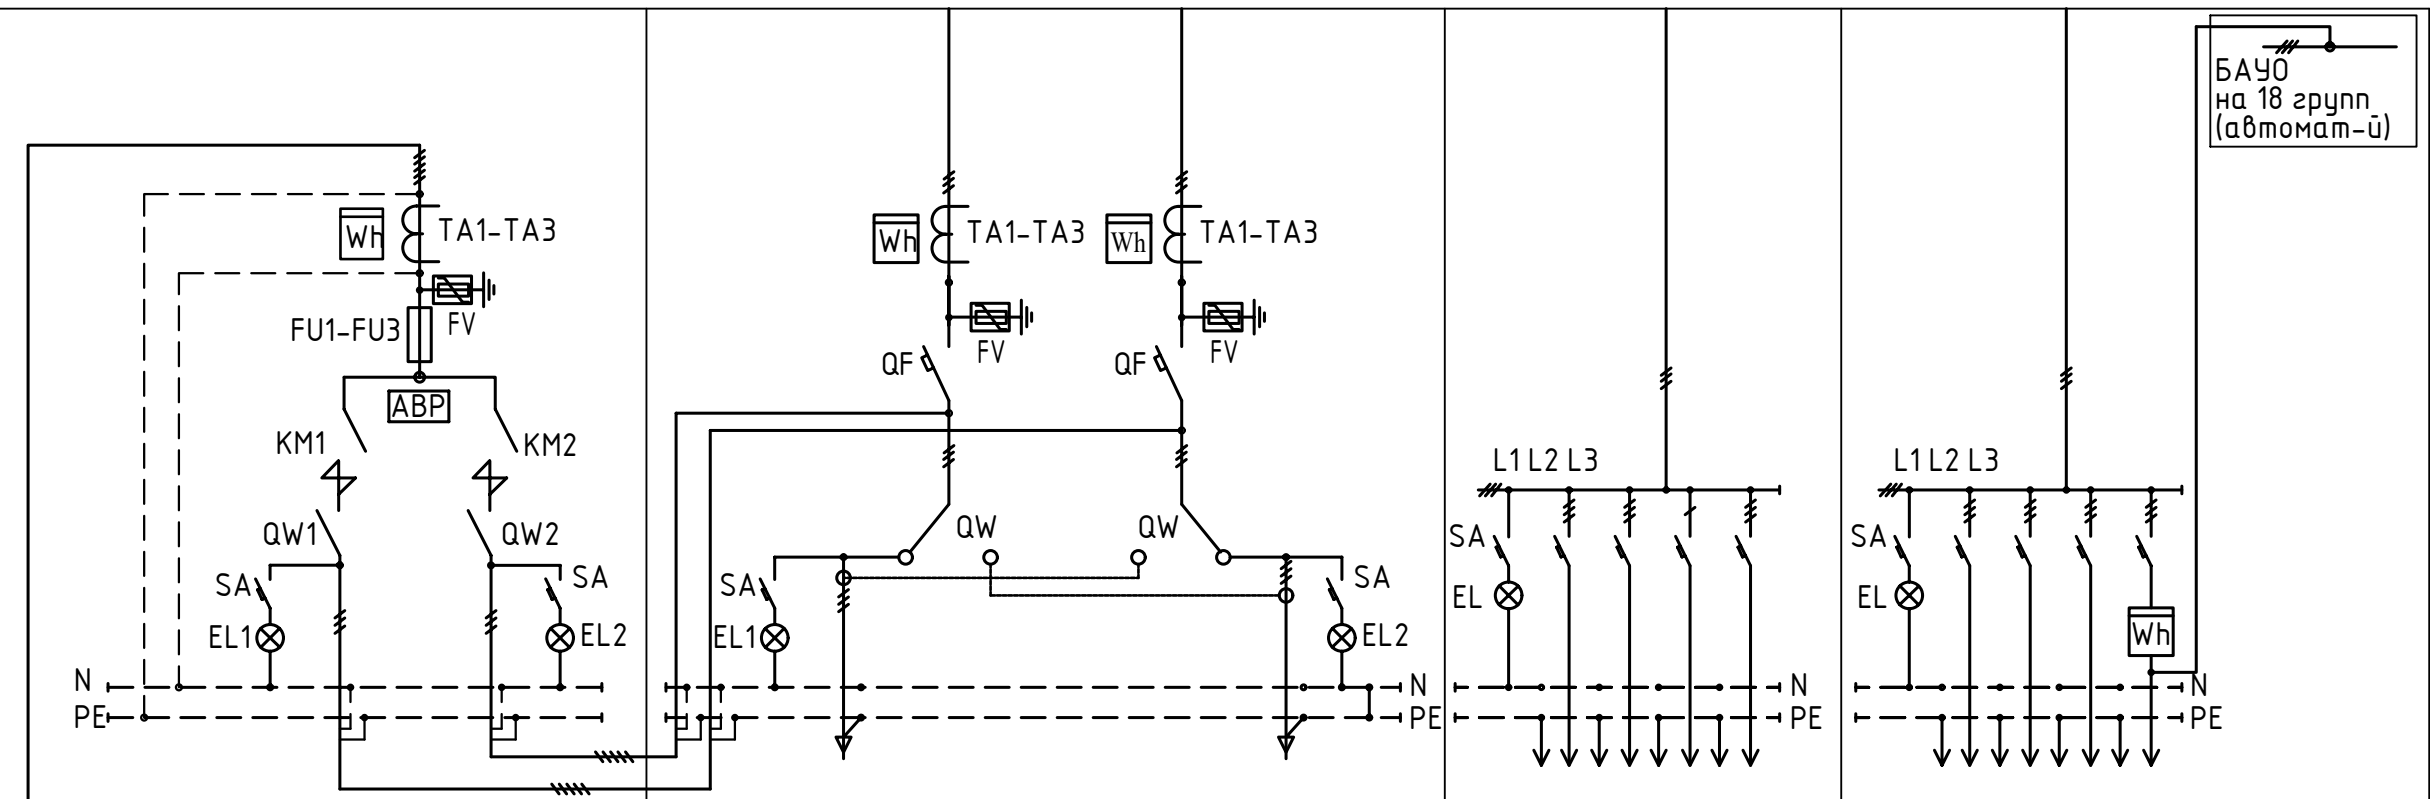 БАУО
на 18 групп
(автомат-й)
Wh
TA1-TA3
FV
FU1-FU3
АВР
KM1
KM2
QW1
QW2
SA
SA
EL1
EL2
N
PE
Wh
TA1-TA3
Wh
TA1-TA3
FV
FV
QF
QF
QW
QW
SA
SA
EL1
EL2
N
PE
L1 L2 L3
SA
EL
N
PE
L1 L2 L3
SA
EL
Wh
N
PE